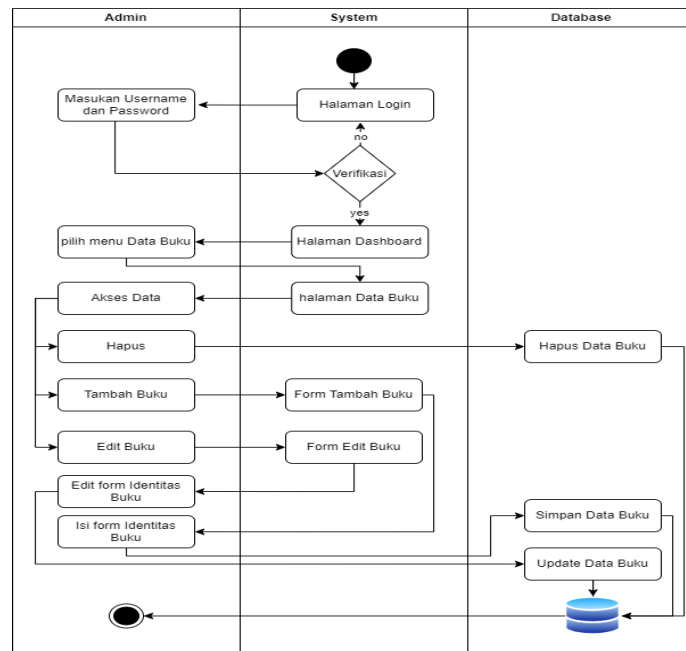 Admin
System
Database
Masukan Username
dan Password
Halaman Login
no
Verifikasi
yes
pilih menu Data Buku
Halaman Dashboard
Akses Data
halaman Data Buku
Hapus
Hapus Data Buku
Tambah Buku
Form Tambah Buku
Edit Buku
Form Edit Buku
Edit form Identitas
Buku
Isi form Identitas
Buku
Simpan Data Buku
Update Data Buku